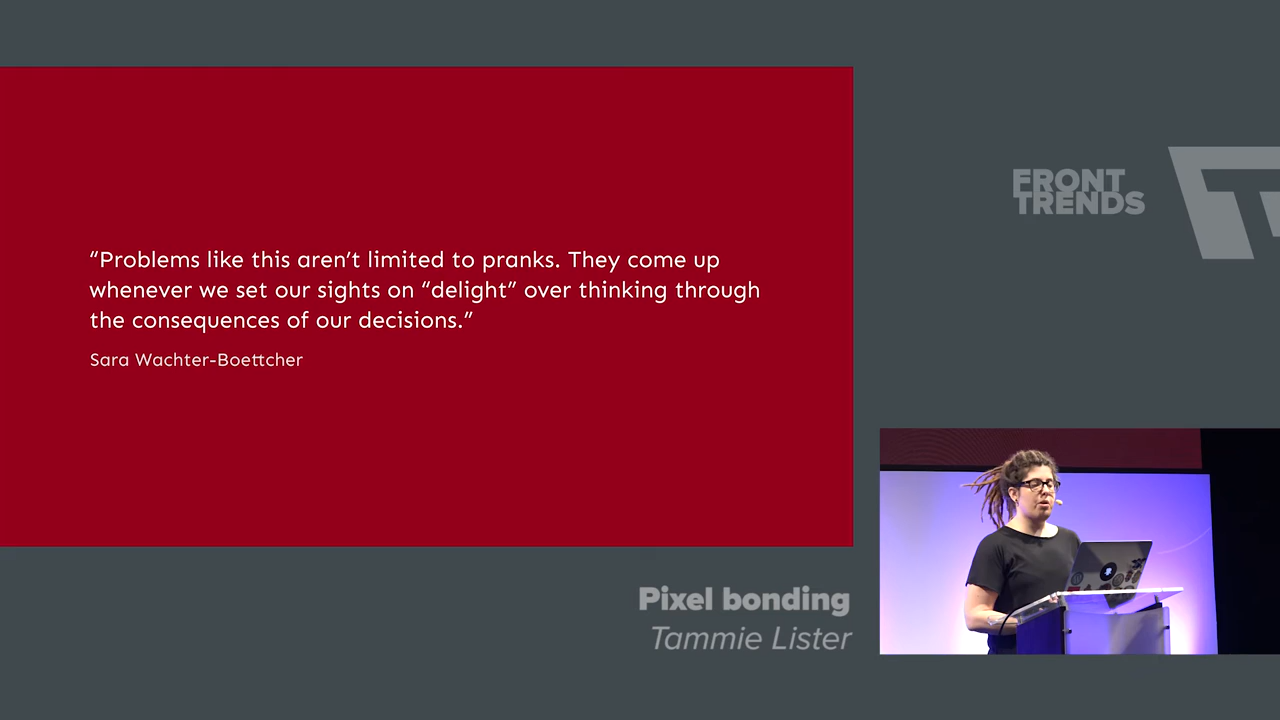 “Problems like this aren’t limited to pranks. They come up
whenever we set our sights on “delight” over thinking through
the consequences of our decisions.”
Sara Wachter-Boettcher
FRONT
TRENDS
Pixel bonding
Tammie Lister